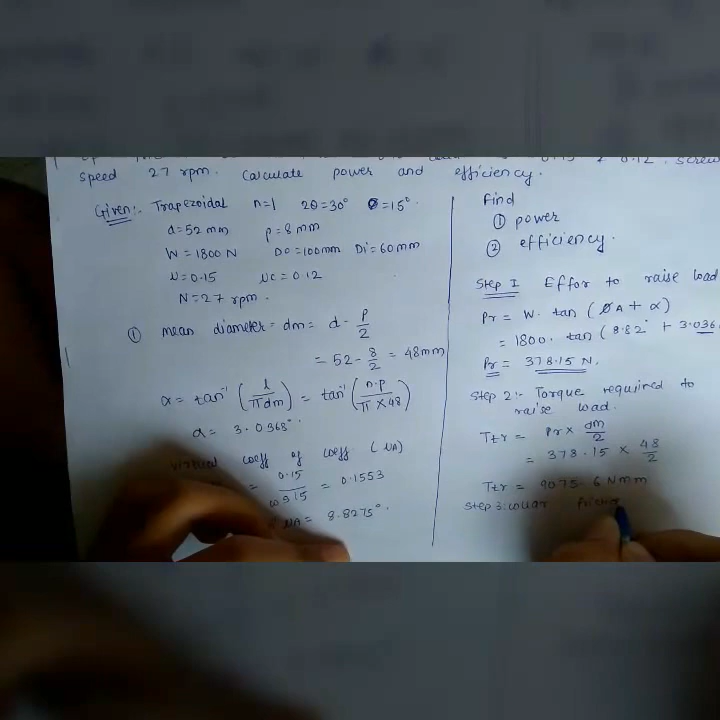 speed 27 rpm. Calculate power and efficiency.
Given:- Trapezoidal n=1 2θ=30° θ=15°.
d=52 mm p=8 mm
W=1800 N Do=100mm Di=60mm
μ=0.15 μc=0.12
N=27 rpm.
① mean diameter = dm = d - p/2
= 52 - 8/2 = 48mm
α = tan⁻¹ (l/πdm) = tan⁻¹ (n.p/π×48)
α = 3.0368°.
virtual coeff of coeff (μA)
= 0.15/cos15 = 0.1553
μA = 8.8275°.
Find
① power
② efficiency.
Step I Effor to raise load
Pr = W. tan (ϕA + α)
= 1800. tan (8.82° + 3.036
Pr = 378.15 N.
Step 2:- Torque required to
raise load.
Ttr = Pr × dm/2
= 378.15 × 48/2
Ttr = 9075.6 Nmm
Step 3: collar friction